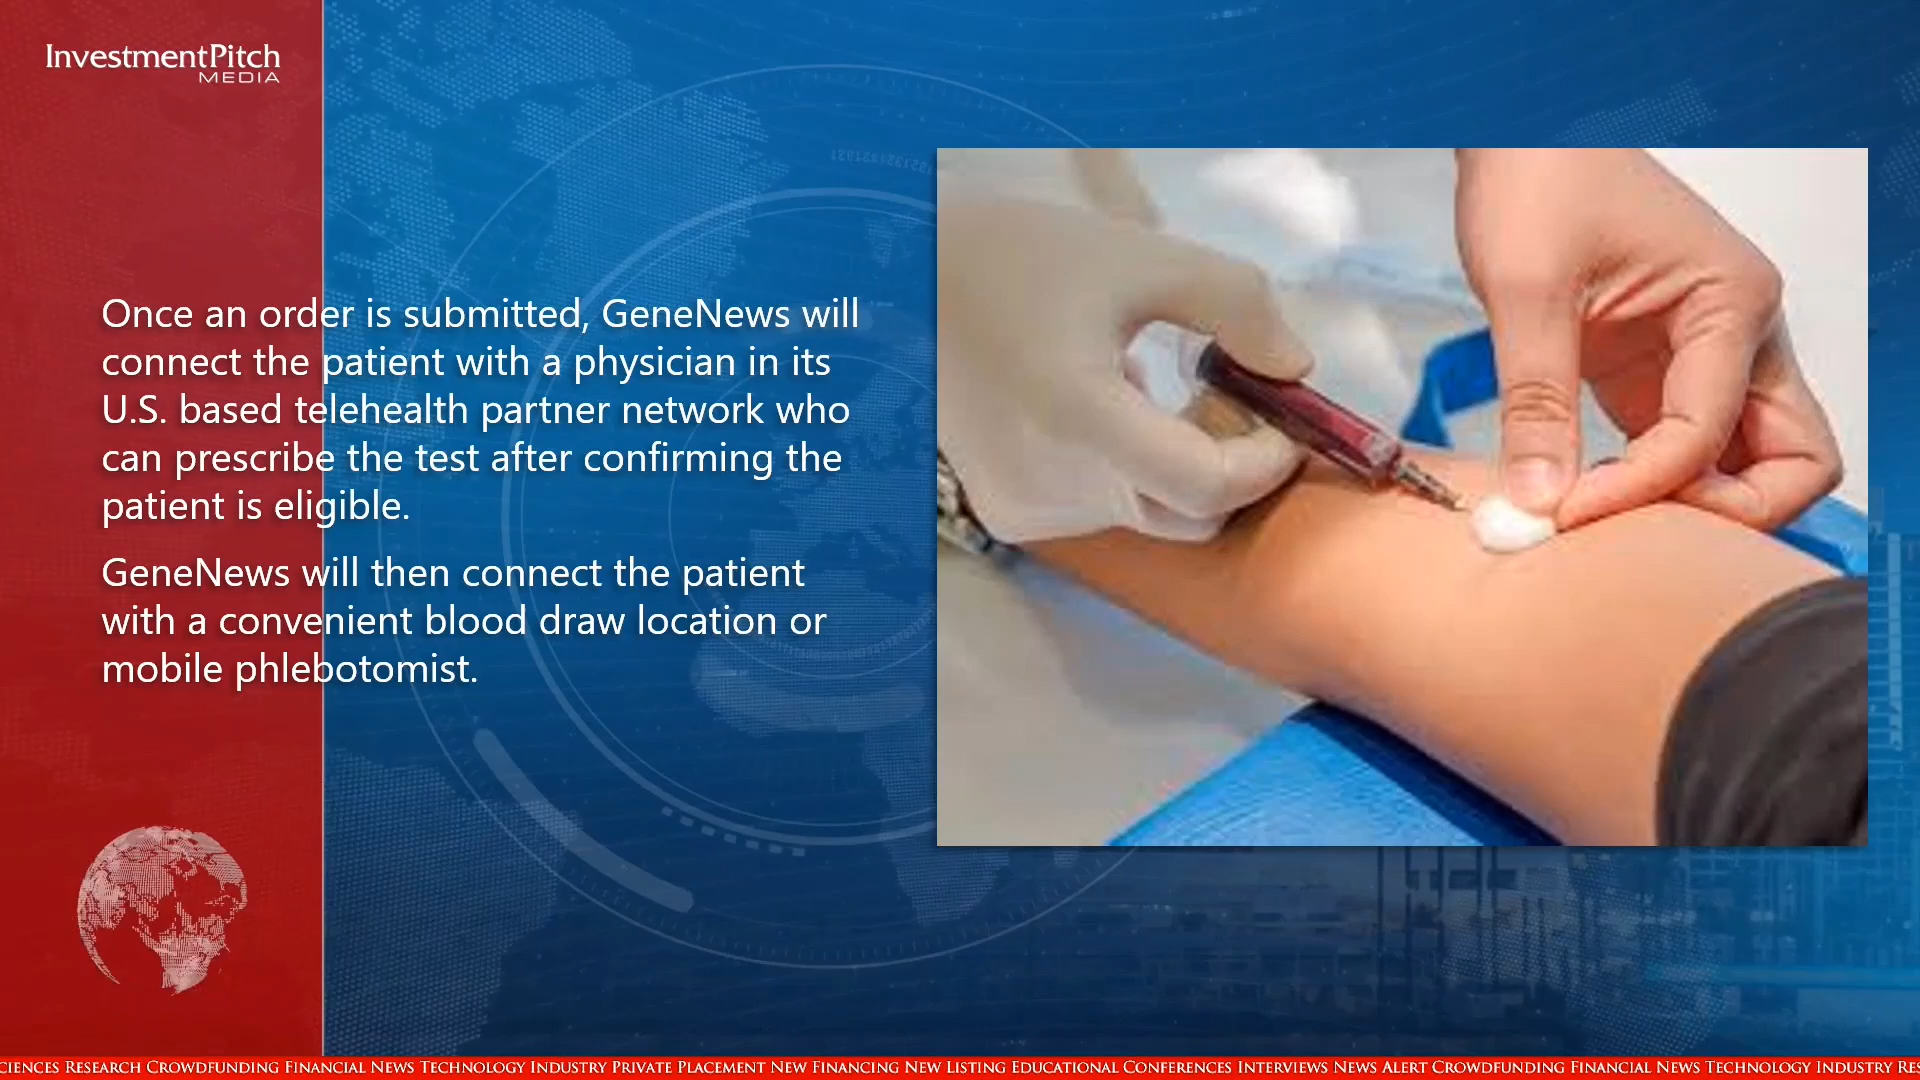 InvestmentPitch
MEDIA
Once an order is submitted, GeneNews will
connect the patient with a physician in its
U.S. based telehealth partner network who
can prescribe the test after confirming the
patient is eligible.
GeneNews will then connect the patient
with a convenient blood draw location or
mobile phlebotomist.
CIENCES RESEARCH CROWDFUNDING FINANCIAL NEWS TECHNOLOGY INDUSTRY PRIVATE PLACEMENT NEW FINANCING NEW LISTING EDUCATIONAL CONFERENCES INTERVIEWS NEWS ALERT CROWDFUNDING FINANCIAL NEWS TECHNOLOGY INDUSTRY RES